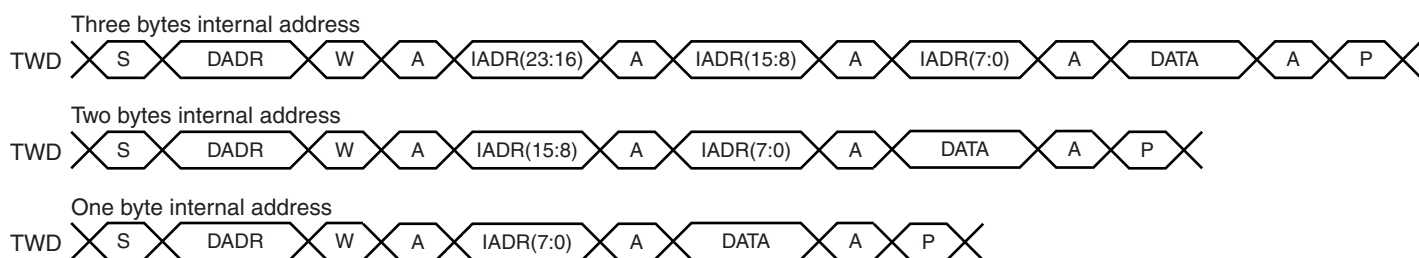 Three bytes internal address
TWD S DADR W A IADR(23:16) A IADR(15:8) A IADR(7:0) A DATA A P
Two bytes internal address
TWD S DADR W A IADR(15:8) A IADR(7:0) A DATA A P
One byte internal address
TWD S DADR W A IADR(7:0) A DATA A P